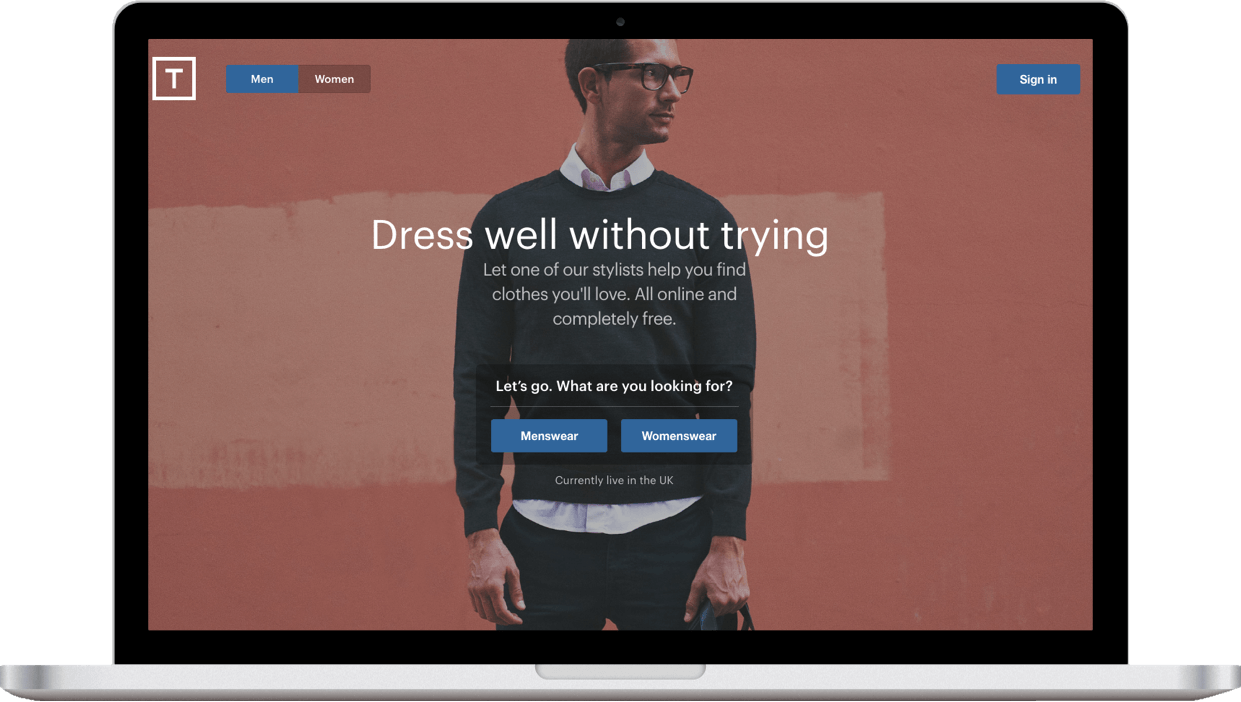 T
Men
Women
Sign in
Dress well without trying
Let one of our stylists help you find
clothes you'll love. All online and
completely free.
Let’s go. What are you looking for?
Menswear
Womenswear
Currently live in the UK